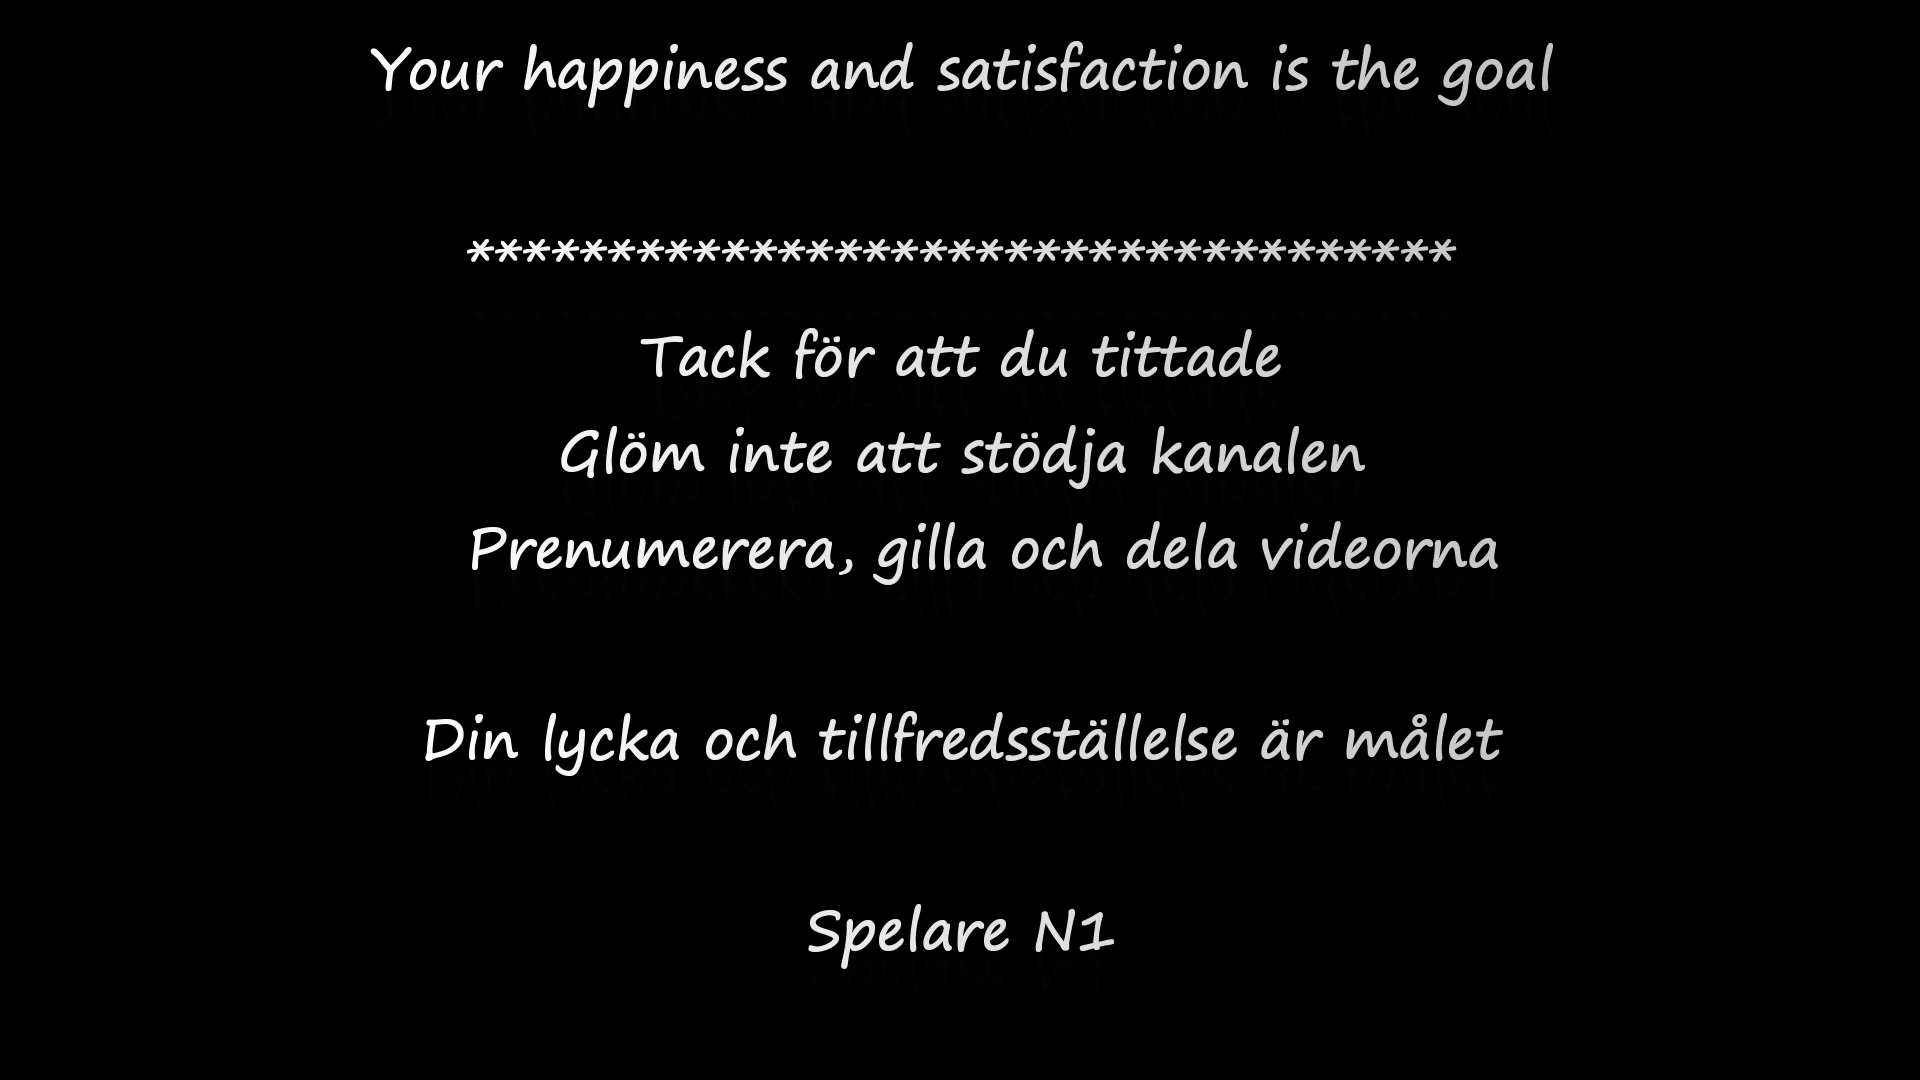 Your happiness and satisfaction is the goal
***********************************
Tack för att du tittade
Glöm inte att stödja kanalen
Prenumerera, gilla och dela videorna
Din lycka och tillfredsställelse är målet
Spelare N1